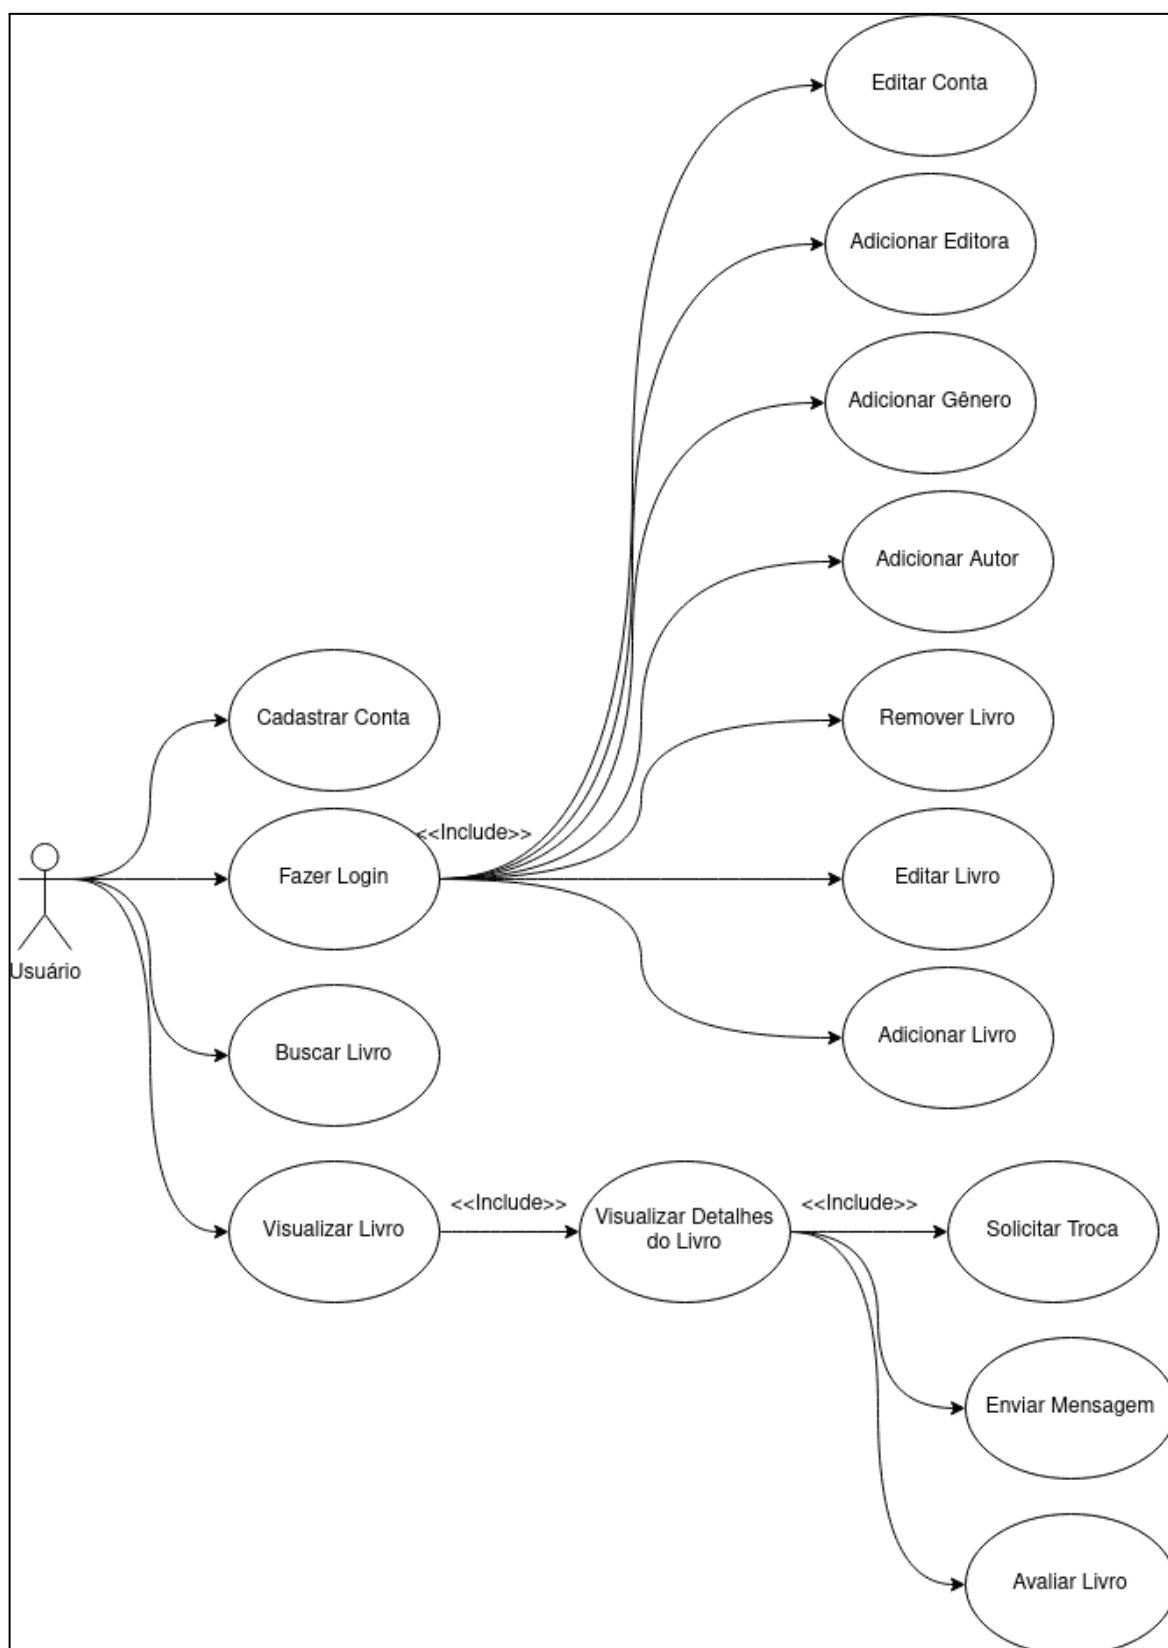 Editar Conta
Adicionar Editora
Adicionar Gênero
Adicionar Autor
Cadastrar Conta
Remover Livro
<<Include>>
Fazer Login
Editar Livro
Usuário
Buscar Livro
Adicionar Livro
<<Include>>
<<Include>>
Visualizar Livro
Visualizar Detalhes
do Livro
Solicitar Troca
Enviar Mensagem
Avaliar Livro